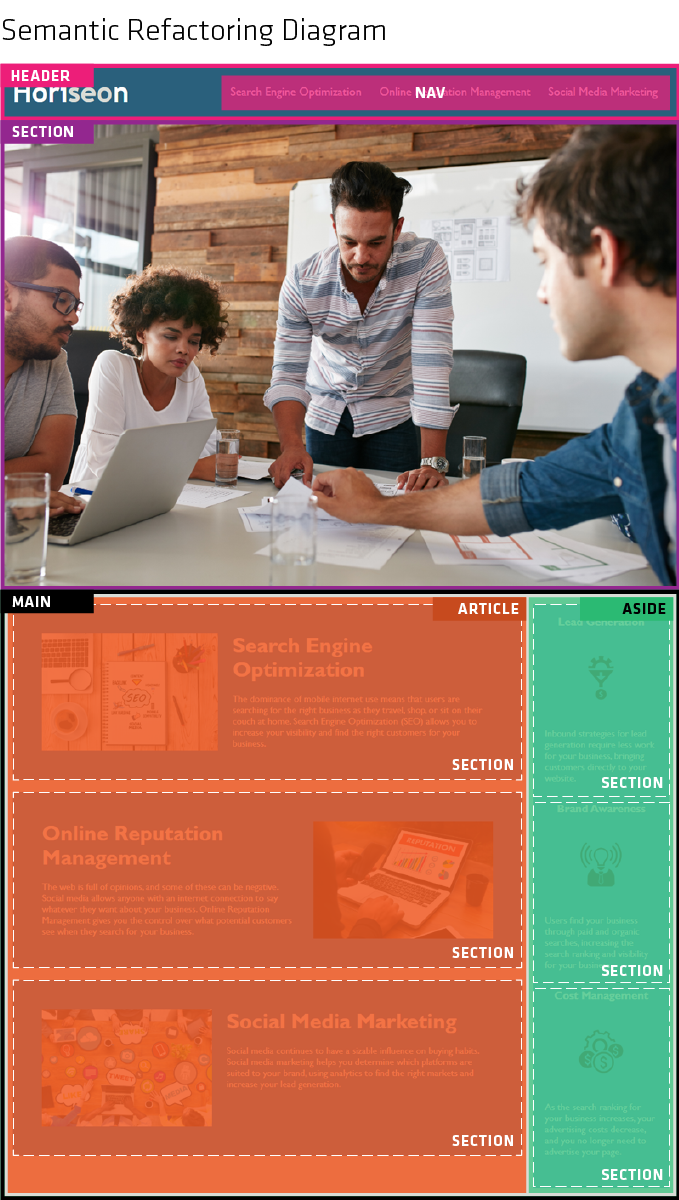 Semantic Refactoring Diagram
HEADER
Horiseon
Search Engine Optimization
Online
NAV
tion Management
Social Media Marketing
SECTION
MAIN
ARTICLE
ASIDE
Search Engine
Optimization
The dominance of mobile internet use means that users are
searching for the right business as they travel, shop, or sit on their
couch at home. Search Engine Optimization (SEO) allows you to
increase your visibility and find the right customers for your
business.
SEO
SECTION
Lead Generation
Inbound strategies for lead
generation require less work
for your business, bringing
customers directly to your
website.
SECTION
Online Reputation
Management
The web is full of opinions, and some of these can be negative.
Social media allows anyone with an internet connection to say
whatever they want about your business. Online Reputation
Management gives you the control over what potential customers
see when they search for your business.
REPUTATION
SECTION
Brand Awareness
Users find your business
through paid and organic
searches, increasing the
search ranking and visibility
for your
SECTION
Social Media Marketing
Social media continues to have a sizable influence on buying habits.
Social media marketing helps you determine which platforms are
suited to your brand, using analytics to find the right markets and
increase your lead generation.
SECTION
Cost Management
As the search ranking for
your business increases, your
advertising costs decrease,
and you no longer need to
advertise your page.
SECTION